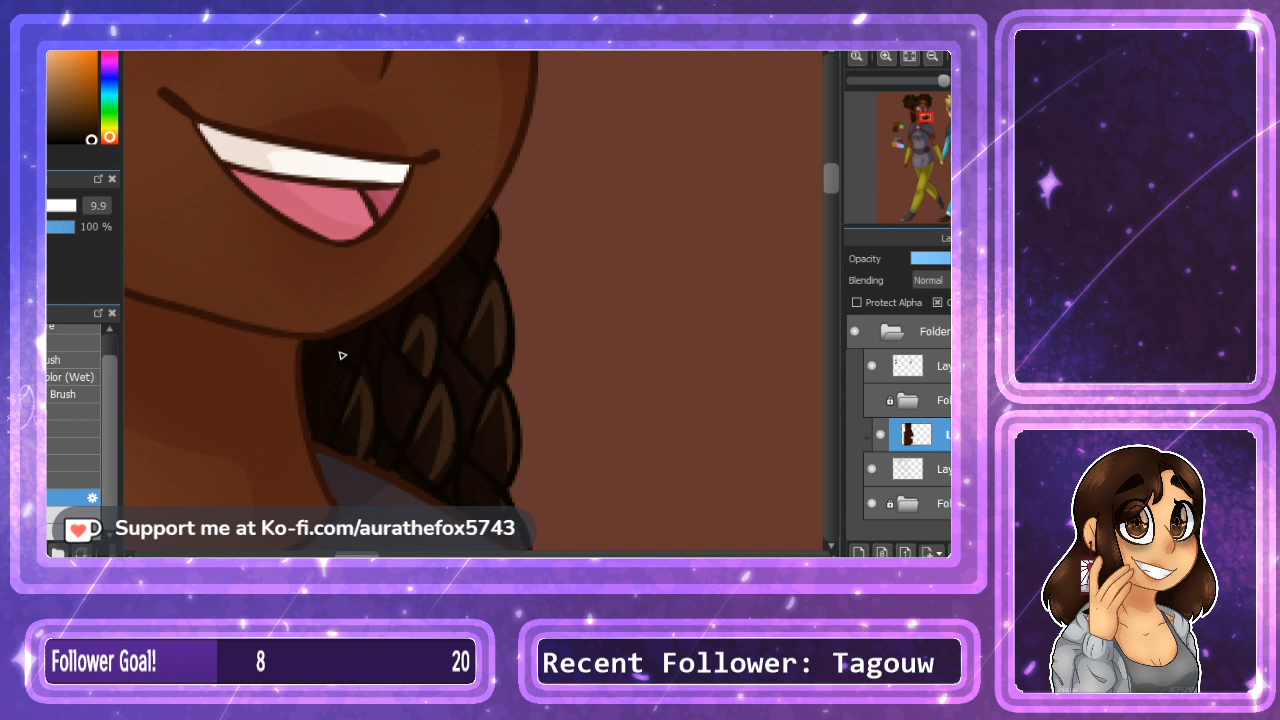 9.9
100 %
e
ush
olor (Wet)
Brush
La
Opacity
Blending
Normal
Protect Alpha
C
Folder
Lay
Fol
L
Lay
Fol
Support me at Ko-fi.com/aurathefox5743
Follower Goal!
8
20
Recent Follower: Tagouw